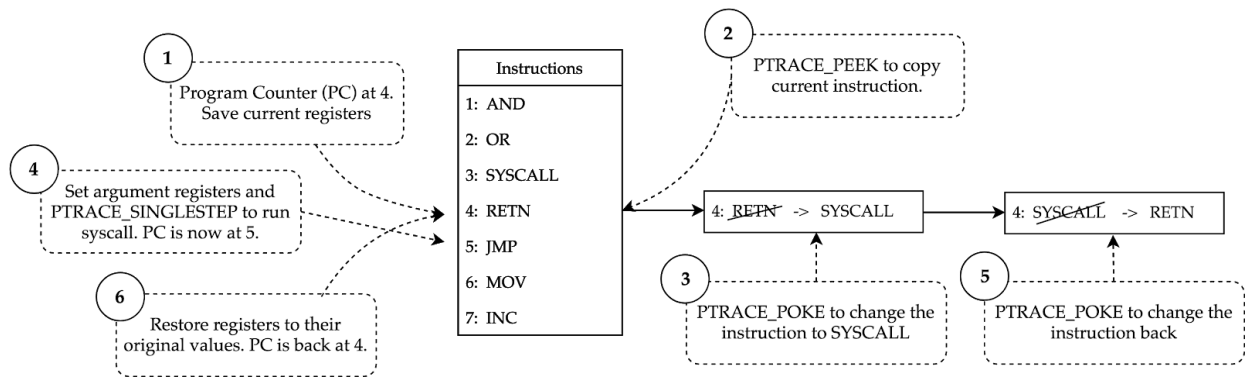 1
Program Counter (PC) at 4.
Save current registers
2
PTRACE_PEEK to copy
current instruction.
Instructions
1: AND
2: OR
3: SYSCALL
4: RETN
5: JMP
6: MOV
7: INC
4
Set argument registers and
PTRACE_SINGLESTEP to run
syscall. PC is now at 5.
4: RETN -> SYSCALL
4: SYSCALL -> RETN
3
PTRACE_POKE to change the
instruction to SYSCALL
5
PTRACE_POKE to change the
instruction back
6
Restore registers to their
original values. PC is back at 4.